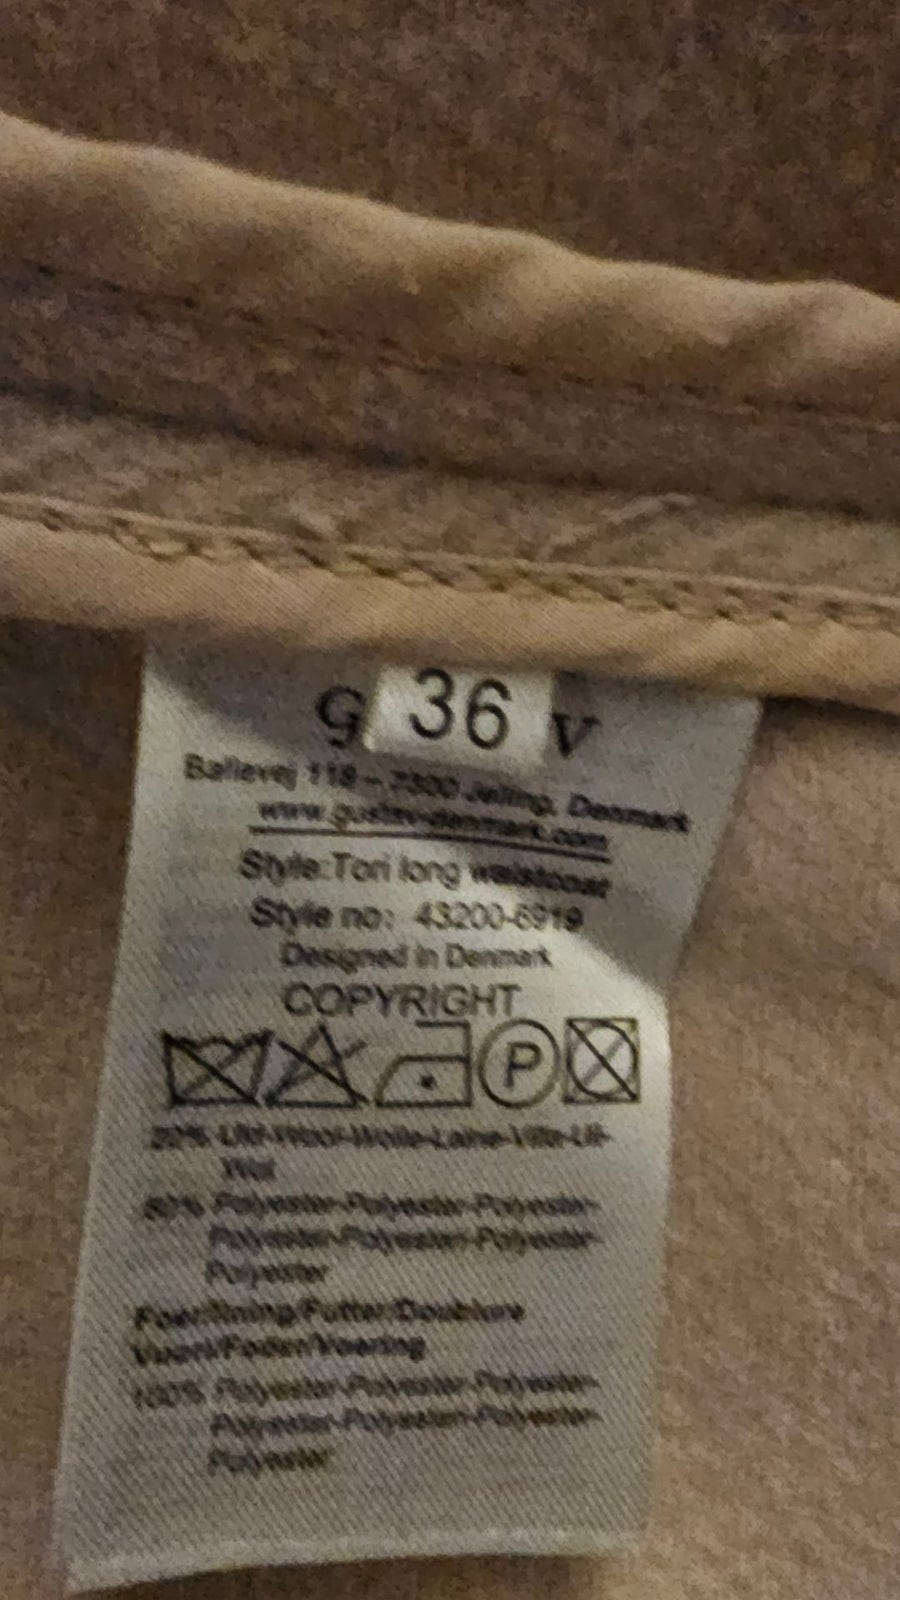 36
G V
Ballevej 118 – 7300 Jelling, Denmark
www.gustav-denmark.com
Style:Tori long waistcoat
Style no: 43200-6919
Designed in Denmark
COPYRIGHT
P
20% Uld-Wool-Wolle-Laine-Villa-Ull-
Wol
80% Polyester-Polyester-Polyester-
Polyester-Polyester-Polyester-
Polyester
Foer/lining/Futter/Doublure
Vuori/Foder/Voering
100% Polyester-Polyester-Polyester-
Polyester-Polyester-Polyester-
Polyester